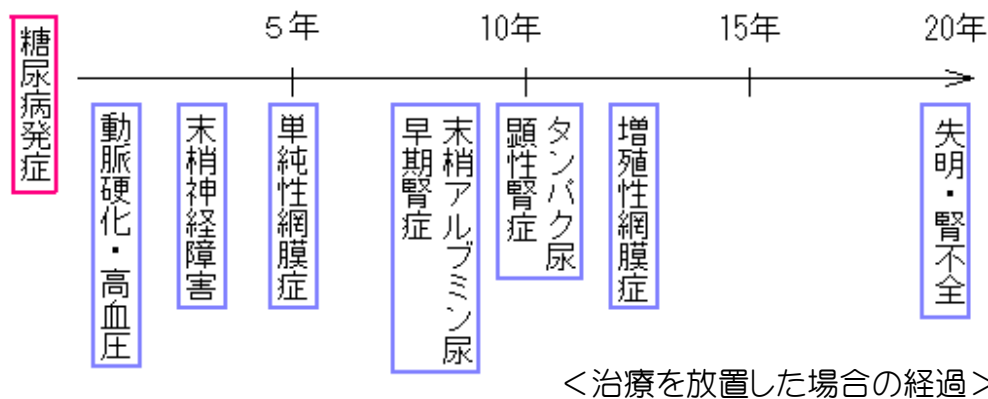 糖尿病発症
５年
10年
15年
20年
動脈硬化・高血圧
末梢神経障害
単純性網膜症
末梢アルブミン尿
早期腎症
タンパク尿
顕性腎症
増殖性網膜症
失明・腎不全
＜治療を放置した場合の経過＞